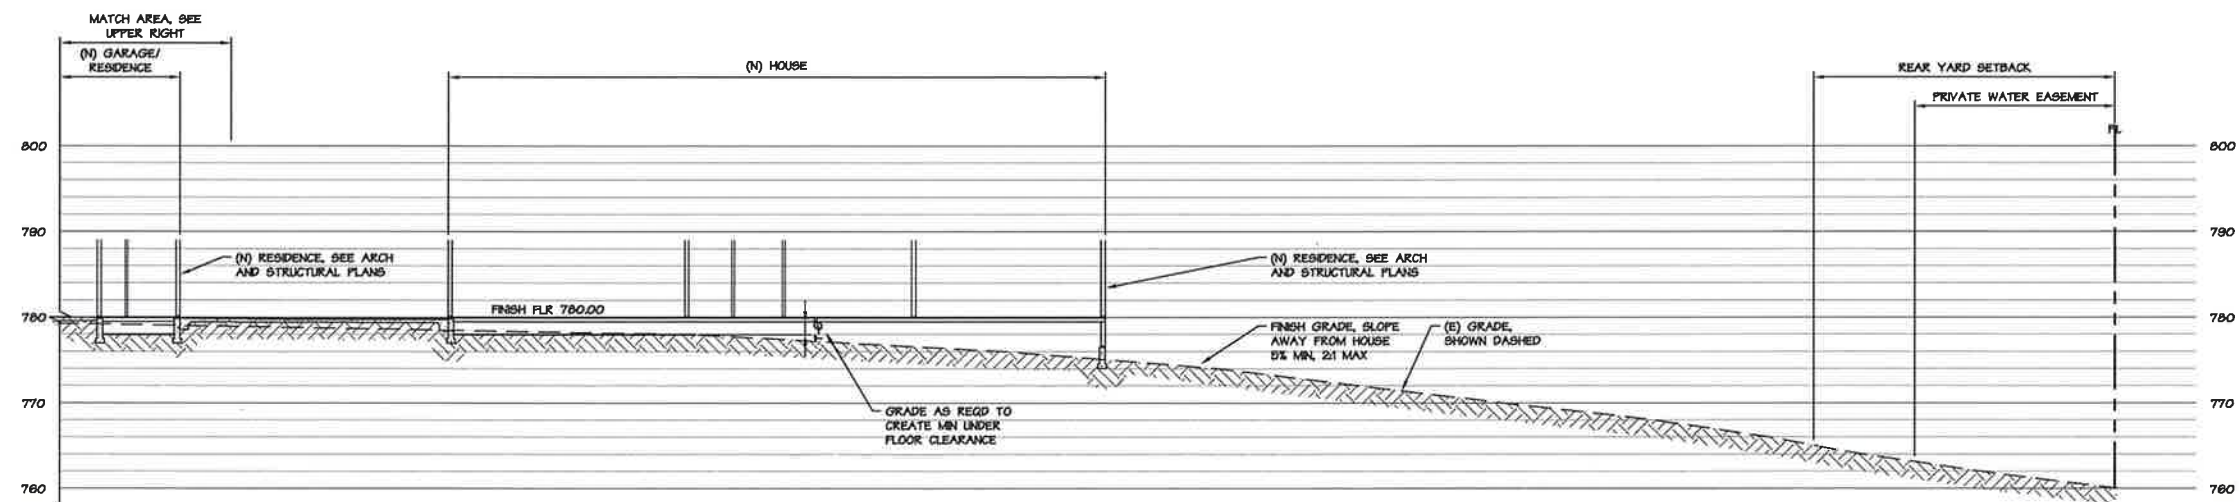 MATCH AREA, SEE
UPPER RIGHT
(N) GARAGE/
RESIDENCE
(N) HOUSE
REAR YARD SETBACK
PRIVATE WATER EASEMENT
PL
800
800
790
790
(N) RESIDENCE, SEE ARCH
AND STRUCTURAL PLANS
(N) RESIDENCE, SEE ARCH
AND STRUCTURAL PLANS
FINISH FLR 780.00
780
780
FINISH GRADE, SLOPE
AWAY FROM HOUSE
5% MIN, 2:1 MAX
(E) GRADE,
SHOWN DASHED
GRADE AS REQD TO
CREATE MIN UNDER
FLOOR CLEARANCE
770
770
760
760